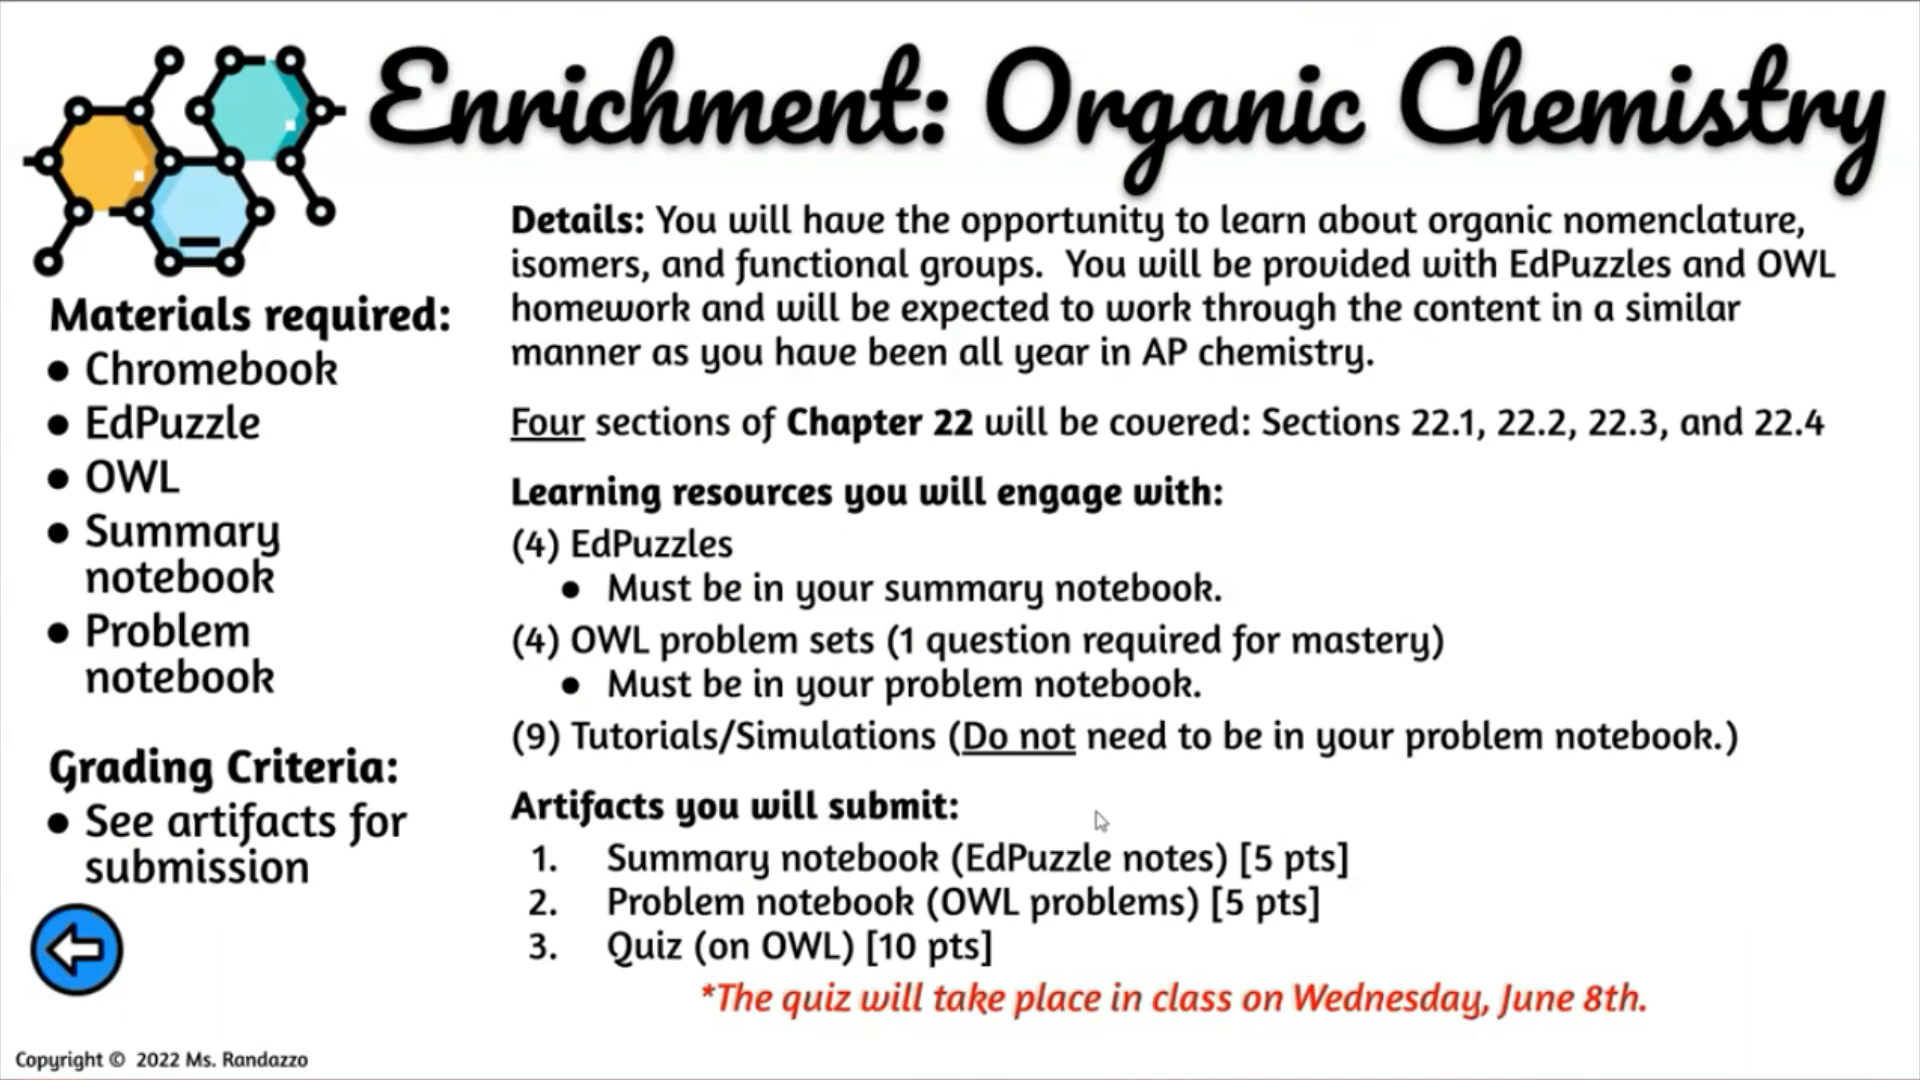 Enrichment: Organic Chemistry
Materials required:
● Chromebook
● EdPuzzle
● OWL
● Summary
notebook
● Problem
notebook
Grading Criteria:
● See artifacts for
submission
Details: You will have the opportunity to learn about organic nomenclature,
isomers, and functional groups.  You will be provided with EdPuzzles and OWL
homework and will be expected to work through the content in a similar
manner as you have been all year in AP chemistry.
Four sections of Chapter 22 will be covered: Sections 22.1, 22.2, 22.3, and 22.4
Learning resources you will engage with:
(4) EdPuzzles
● Must be in your summary notebook.
(4) OWL problem sets (1 question required for mastery)
● Must be in your problem notebook.
(9) Tutorials/Simulations (Do not need to be in your problem notebook.)
Artifacts you will submit:
1. Summary notebook (EdPuzzle notes) [5 pts]
2. Problem notebook (OWL problems) [5 pts]
3. Quiz (on OWL) [10 pts]
*The quiz will take place in class on Wednesday, June 8th.
Copyright © 2022 Ms. Randazzo